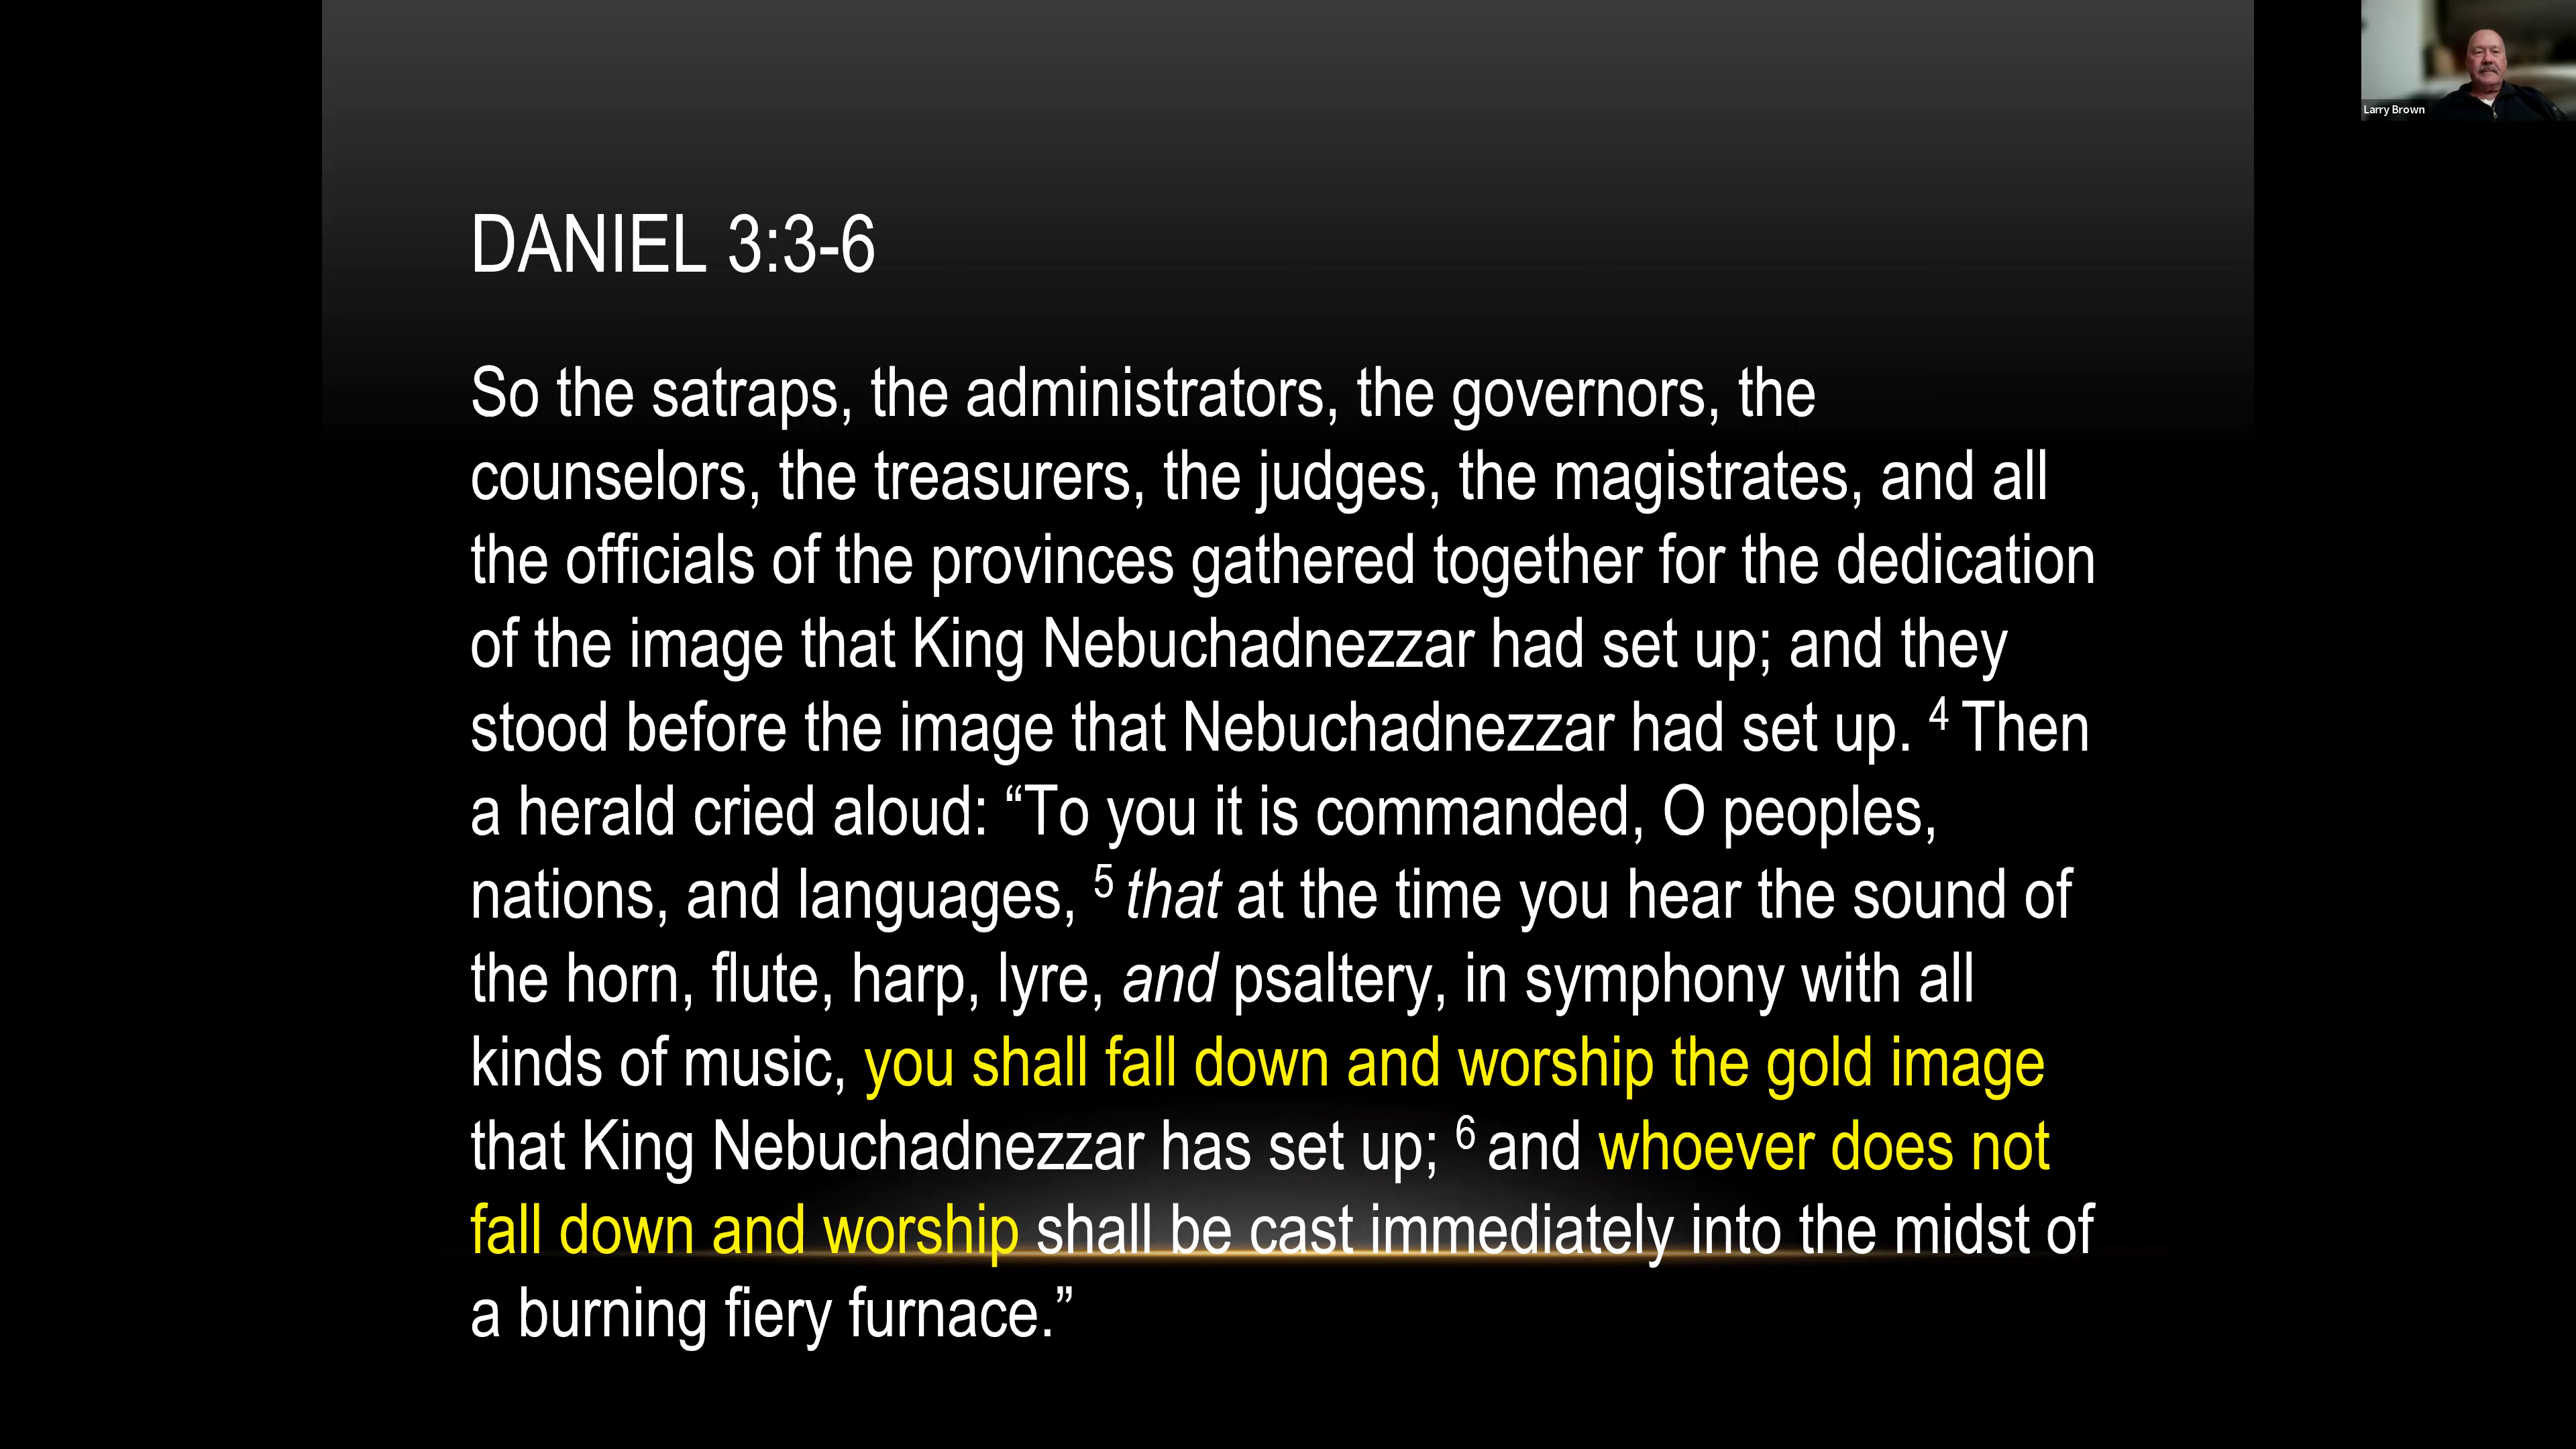 Larry Brown
DANIEL 3:3-6
So the satraps, the administrators, the governors, the
counselors, the treasurers, the judges, the magistrates, and all
the officials of the provinces gathered together for the dedication
of the image that King Nebuchadnezzar had set up; and they
stood before the image that Nebuchadnezzar had set up. 4 Then
a herald cried aloud: “To you it is commanded, O peoples,
nations, and languages, 5 that at the time you hear the sound of
the horn, flute, harp, lyre, and psaltery, in symphony with all
kinds of music, you shall fall down and worship the gold image
that King Nebuchadnezzar has set up; 6 and whoever does not
fall down and worship shall be cast immediately into the midst of
a burning fiery furnace.”